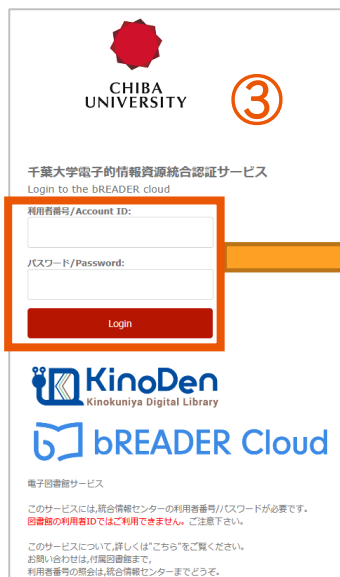 CHIBA
UNIVERSITY
③
千葉大学電子的情報資源統合認証サービス
Login to the bREADER cloud
利用者番号/Account ID:
パスワード/Password:
Login
KinoDen
Kinokuniya Digital Library
bREADER Cloud
電子図書館サービス
このサービスには,統合情報センターの利用者番号/パスワードが必要です。
図書館の利用者IDではご利用できません。ご注意下さい。
このサービスについて,詳しくは"こちら"をご覧ください。
お問い合わせは,付属図書館まで,
利用者番号の照会は,統合情報センターまでどうぞ。